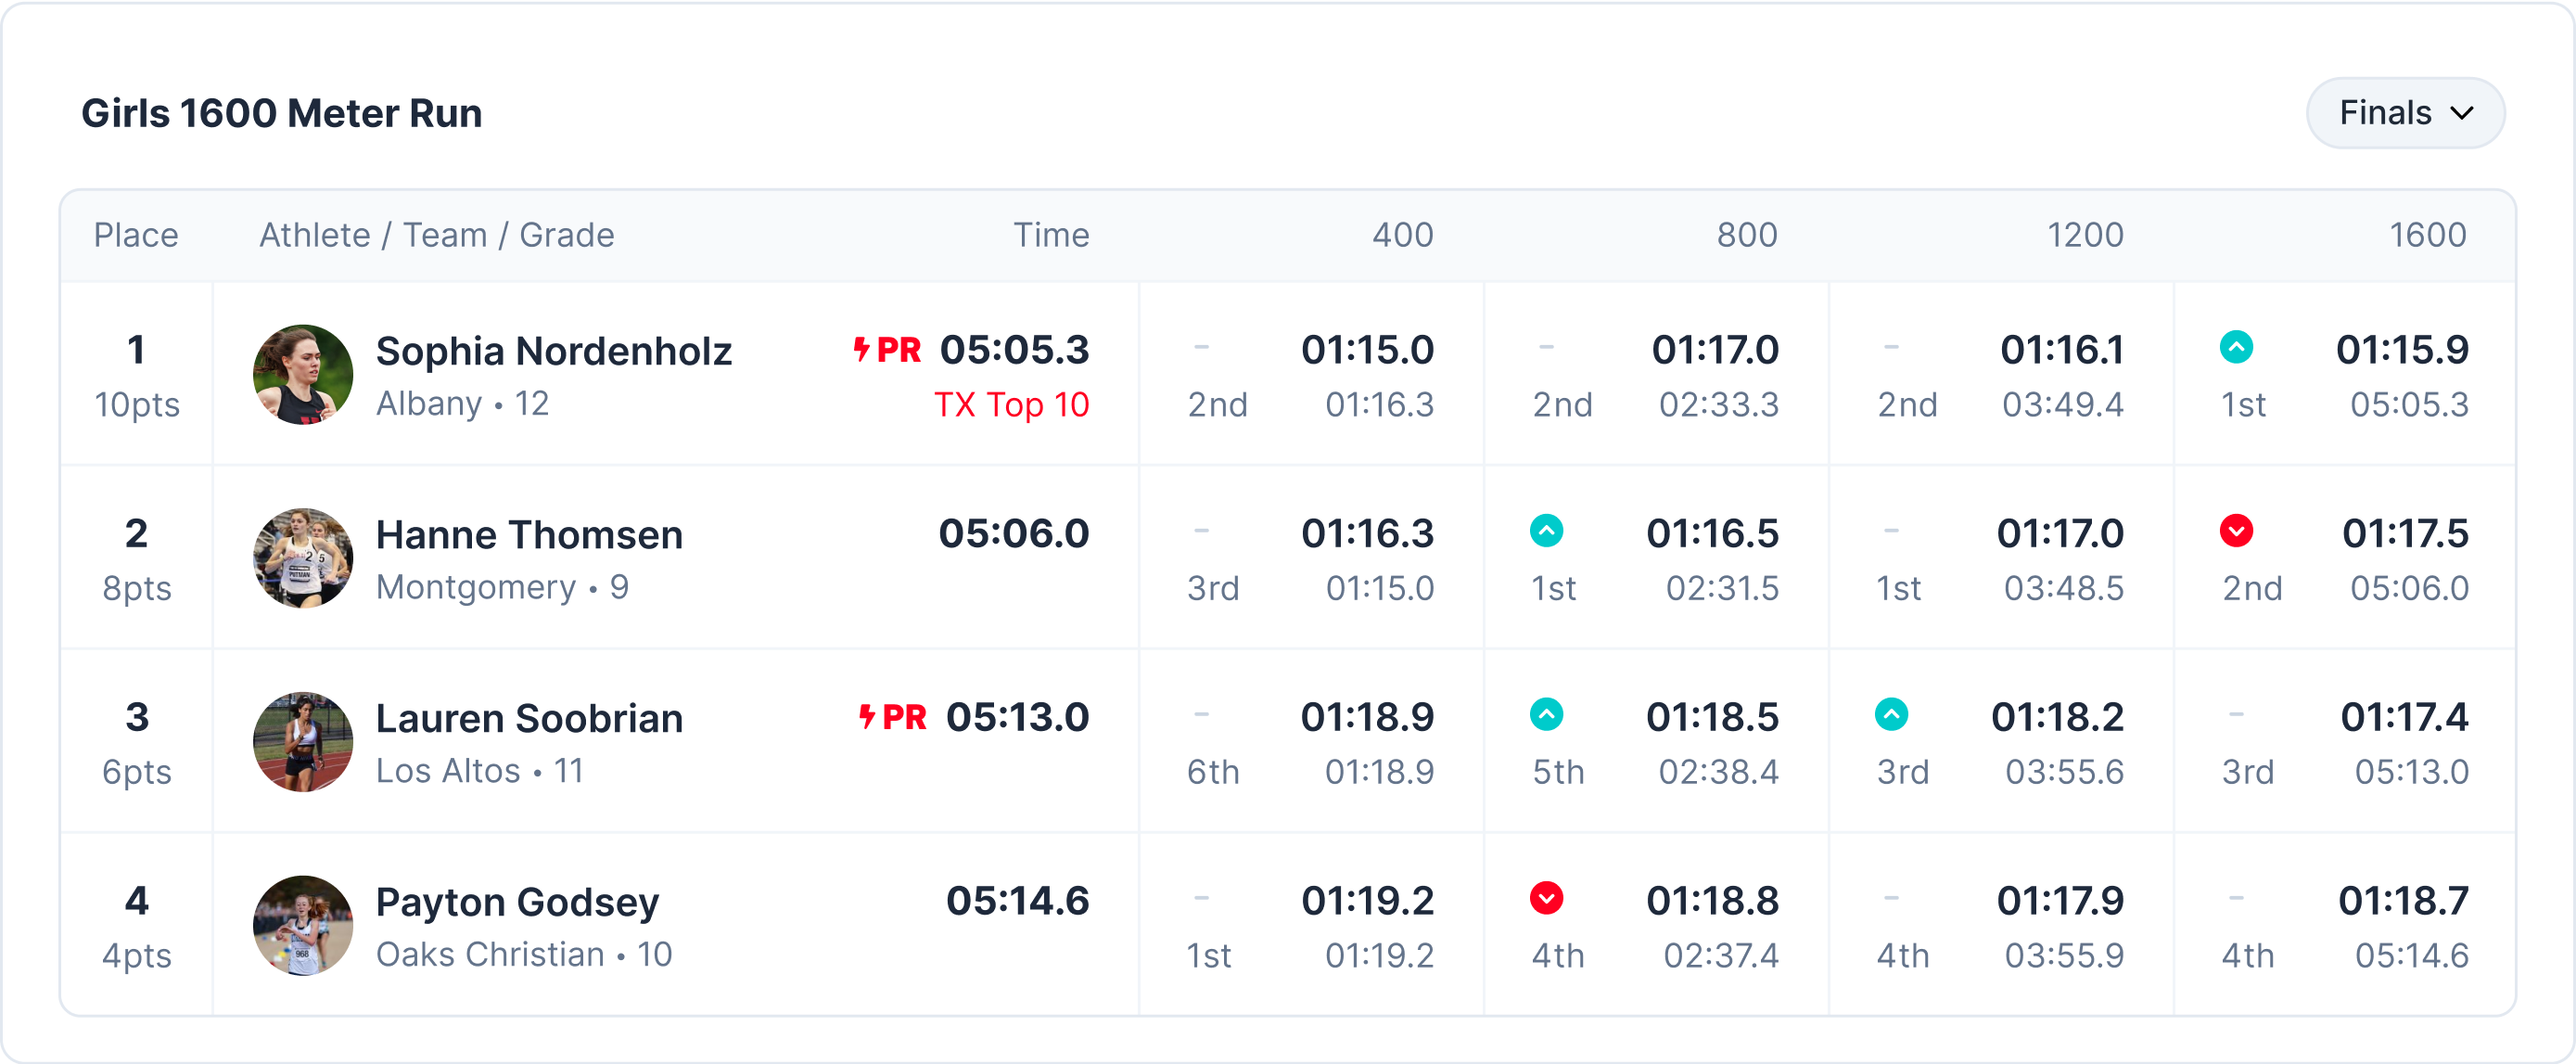 Girls 1600 Meter Run
Finals
Place Athlete / Team / Grade Time 400 800 1200 1600
1 Sophia Nordenholz PR 05:05.3 – 01:15.0 – 01:17.0 – 01:16.1 01:15.9
10pts Albany • 12 TX Top 10 2nd 01:16.3 2nd 02:33.3 2nd 03:49.4 1st 05:05.3
2 Hanne Thomsen 05:06.0 – 01:16.3 01:16.5 – 01:17.0 01:17.5
8pts Montgomery • 9 3rd 01:15.0 1st 02:31.5 1st 03:48.5 2nd 05:06.0
3 Lauren Soobrian PR 05:13.0 – 01:18.9 01:18.5 01:18.2 – 01:17.4
6pts Los Altos • 11 6th 01:18.9 5th 02:38.4 3rd 03:55.6 3rd 05:13.0
4 Payton Godsey 05:14.6 – 01:19.2 01:18.8 – 01:17.9 – 01:18.7
4pts Oaks Christian • 10 1st 01:19.2 4th 02:37.4 4th 03:55.9 4th 05:14.6